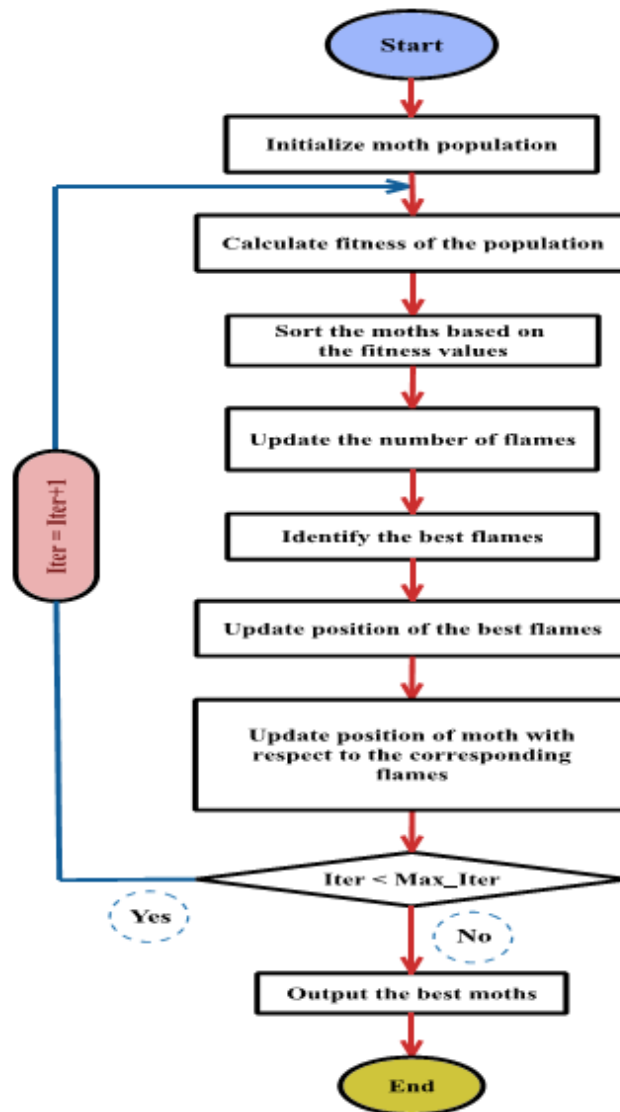 Start
Initialize moth population
Calculate fitness of the population
Sort the moths based on
the fitness values
Update the number of flames
Identify the best flames
Iter = Iter+1
Update position of the best flames
Update position of moth with
respect to the corresponding
flames
Iter < Max_Iter
Yes
No
Output the best moths
End